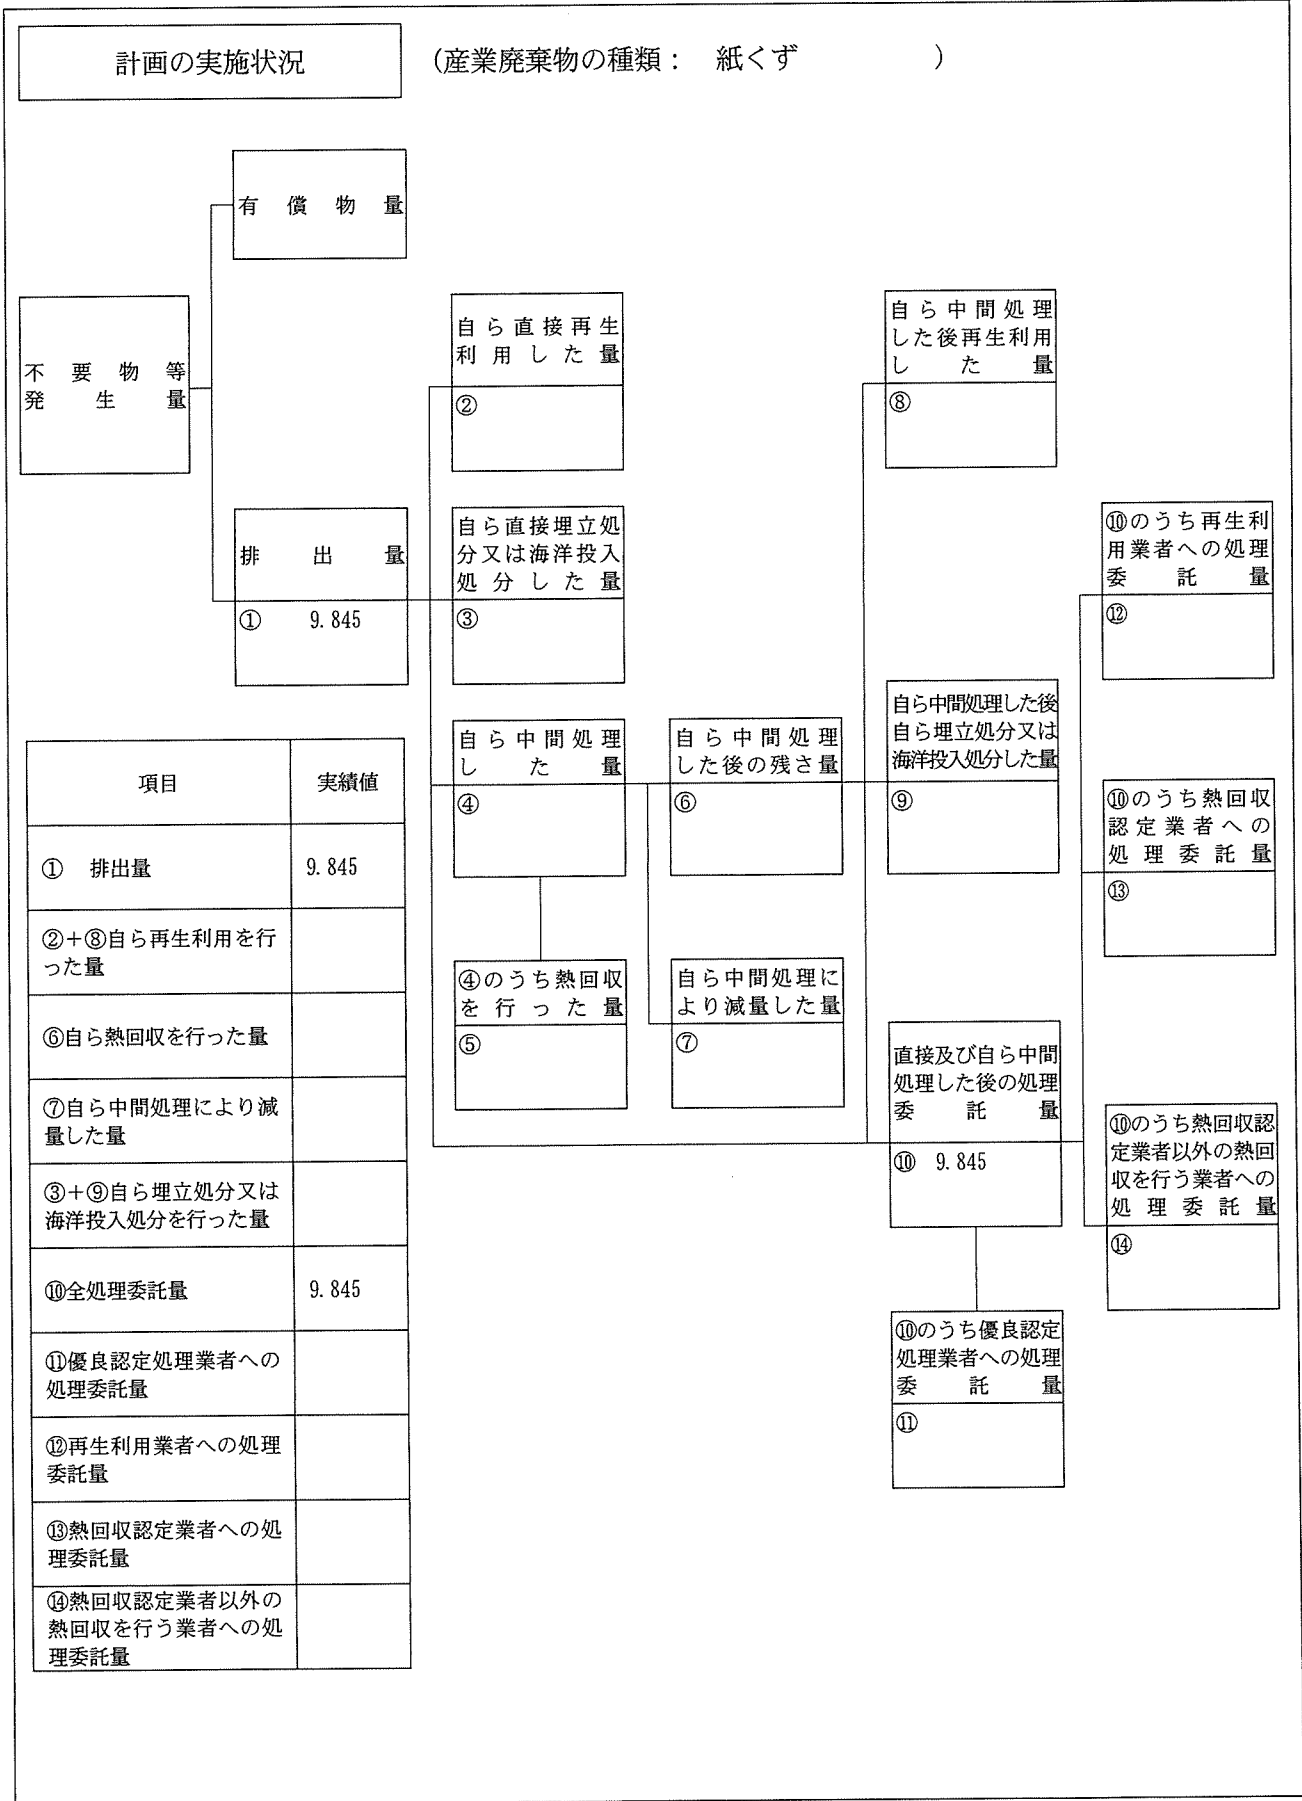 計画の実施状況
(産業廃棄物の種類： 紙くず )
有償物量
不要物等
発生量
排出量
① 9.845
自ら直接再生
利用した量
②
自ら直接埋立処
分又は海洋投入
処分した量
③
自ら中間処理
した量
④
④のうち熱回収
を行った量
⑤
自ら中間処理
した後の残さ量
⑥
自ら中間処理に
より減量した量
⑦
自ら中間処理
した後再生利用
した量
⑧
自ら中間処理した後
自ら埋立処分又は
海洋投入処分した量
⑨
直接及び自ら中間
処理した後の処理
委託量
⑩ 9.845
⑩のうち優良認定
処理業者への処理
委託量
⑪
⑩のうち再生利
用業者への処理
委託量
⑫
⑩のうち熱回収
認定業者への
処理委託量
⑬
⑩のうち熱回収認
定業者以外の熱回
収を行う業者への
処理委託量
⑭
項目 実績値
① 排出量 9.845
②+⑧自ら再生利用を行
った量
⑥自ら熱回収を行った量
⑦自ら中間処理により減
量した量
③+⑨自ら埋立処分又は
海洋投入処分を行った量
⑩全処理委託量 9.845
⑪優良認定処理業者への
処理委託量
⑫再生利用業者への処理
委託量
⑬熱回収認定業者への処
理委託量
⑭熱回収認定業者以外の
熱回収を行う業者への処
理委託量